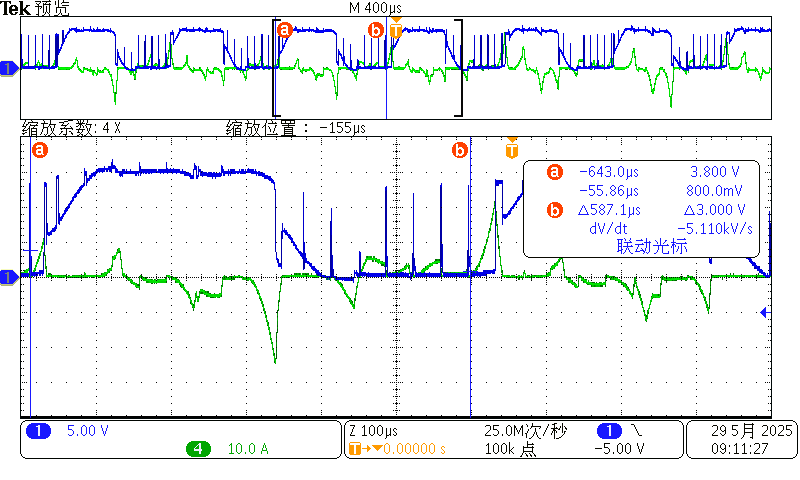 Tek 预览 M 400µs
a b T
1
缩放系数: 4 X 缩放位置： -155µs
a b T
a -643.0µs 3.800 V
-55.86µs 800.0mV
b Δ587.1µs Δ3.000 V
dV/dt -5.110kV/s
联动光标
1
1 5.00 V
4 10.0 A
Z 100µs 25.0M次/秒 1 -5.00 V
T→▼0.00000 s 100k 点
29 5月 2025
09:11:27